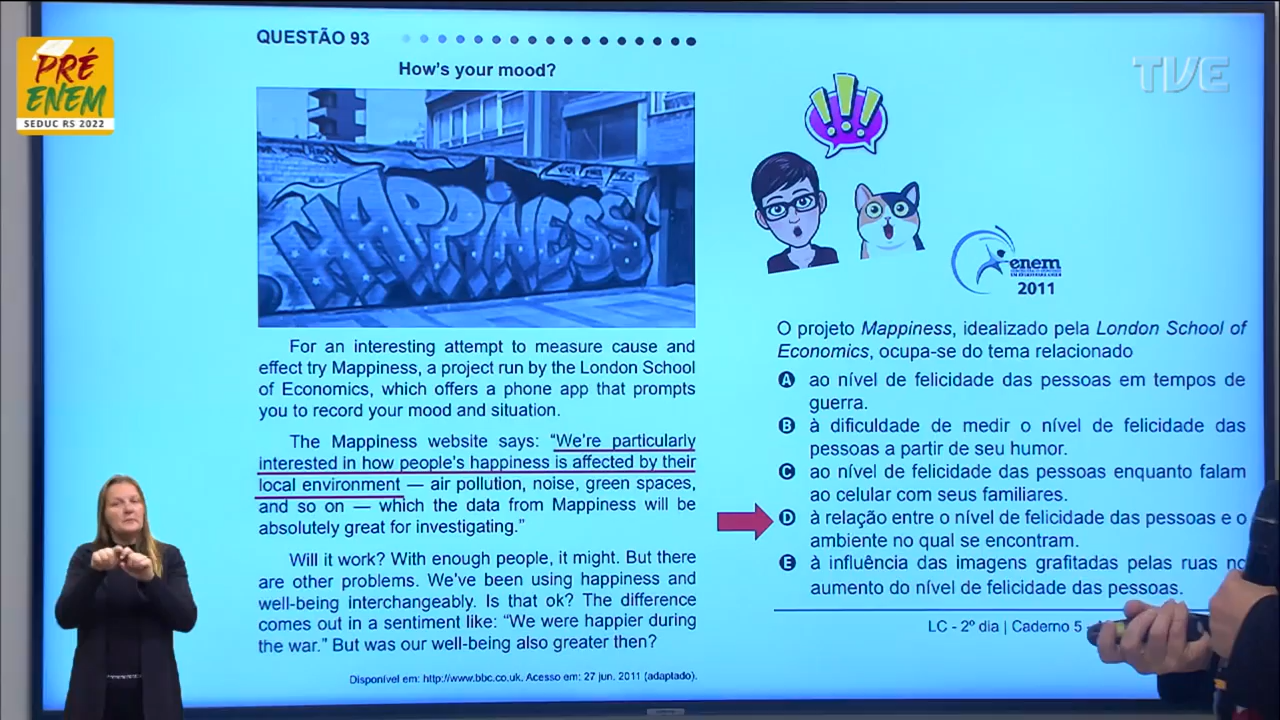 PRÉ
ENEM
SEDUC RS 2022
TVE
QUESTÃO 93
How's your mood?
HAPPINESS
For an interesting attempt to measure cause and
effect try Mappiness, a project run by the London School
of Economics, which offers a phone app that prompts
you to record your mood and situation.
The Mappiness website says: “We're particularly
interested in how people's happiness is affected by their
local environment — air pollution, noise, green spaces,
and so on — which the data from Mappiness will be
absolutely great for investigating.”
Will it work? With enough people, it might. But there
are other problems. We've been using happiness and
well-being interchangeably. Is that ok? The difference
comes out in a sentiment like: “We were happier during
the war.” But was our well-being also greater then?
Disponível em: http://www.bbc.co.uk. Acesso em: 27 jun. 2011 (adaptado).
!!!
enem
2011
O projeto Mappiness, idealizado pela London School of
Economics, ocupa-se do tema relacionado
A ao nível de felicidade das pessoas em tempos de
guerra.
B à dificuldade de medir o nível de felicidade das
pessoas a partir de seu humor.
C ao nível de felicidade das pessoas enquanto falam
ao celular com seus familiares.
D à relação entre o nível de felicidade das pessoas e o
ambiente no qual se encontram.
E à influência das imagens grafitadas pelas ruas no
aumento do nível de felicidade das pessoas.
LC - 2º dia | Caderno 5 -